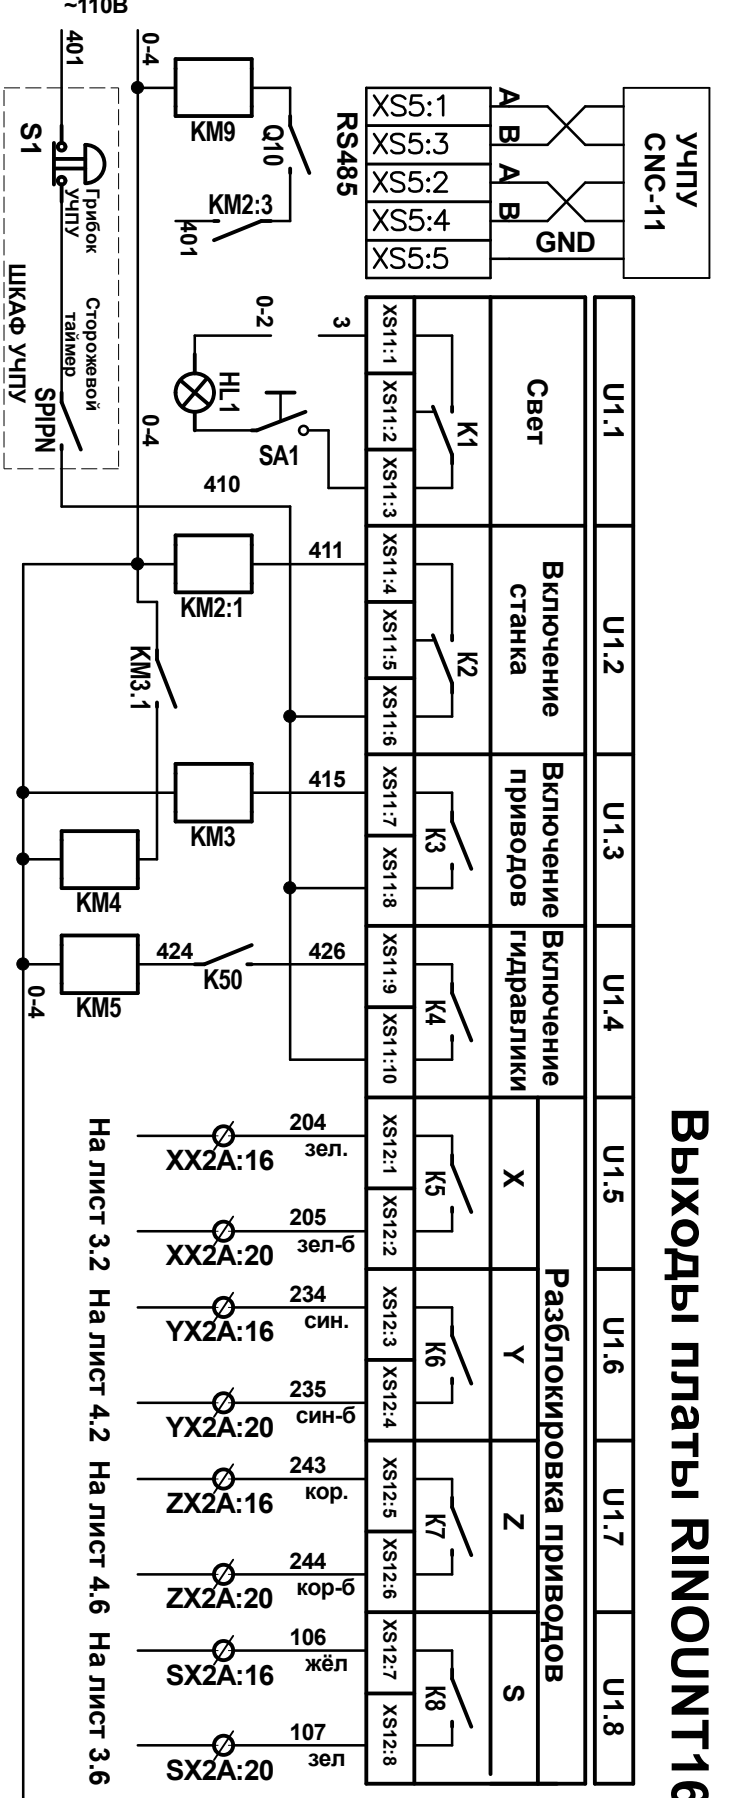 ~110В
401
0-4
S1
Грибок
УЧПУ
Сторожевой
таймер
SPIPN
ШКАФ УЧПУ
KM9
Q10
KM2:3
401
RS485
XS5:1
XS5:3
XS5:2
XS5:4
XS5:5
A
B
A
B
GND
УЧПУ
CNC-11
Выходы платы RINOUNT16
U1.1
U1.2
U1.3
U1.4
U1.5
U1.6
U1.7
U1.8
Свет
Включение
станка
Включение
приводов
Включение
гидравлики
Разблокировка приводов
X
Y
Z
S
K1
K2
K3
K4
K5
K6
K7
K8
XS11:1
XS11:2
XS11:3
XS11:4
XS11:5
XS11:6
XS11:7
XS11:8
XS11:9
XS11:10
XS12:1
XS12:2
XS12:3
XS12:4
XS12:5
XS12:6
XS12:7
XS12:8
0-2
3
HL1
SA1
0-4
410
411
KM2:1
KM3.1
415
KM3
KM4
424
K50
426
KM5
0-4
204
зел.
XX2A:16
205
зел-б
XX2A:20
234
син.
YX2A:16
235
син-б
YX2A:20
243
кор.
ZX2A:16
244
кор-б
ZX2A:20
106
жёл
SX2A:16
107
зел
SX2A:20
На лист 3.2
На лист 4.2
На лист 4.6
На лист 3.6